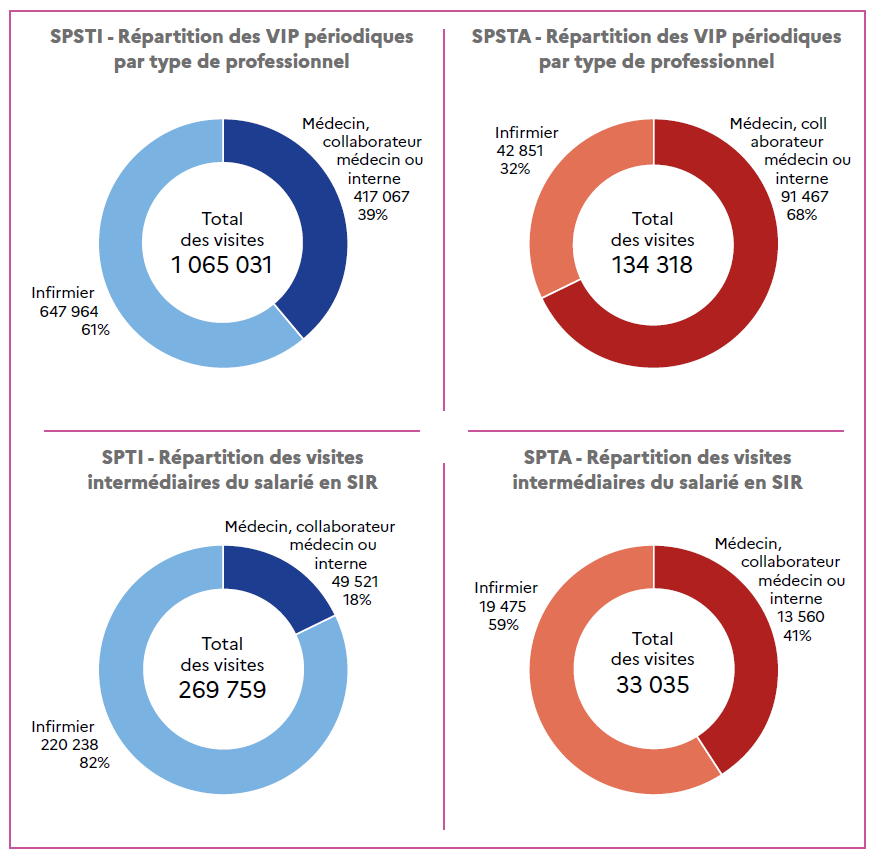 SPSTI - Répartition des VIP périodiques
par type de professionnel
Médecin,
collaborateur
médecin ou
interne
417 067
39%
Total
des visites
1 065 031
Infirmier
647 964
61%
SPSTA - Répartition des VIP périodiques
par type de professionnel
Infirmier
42 851
32%
Médecin, coll
aborateur
médecin ou
interne
91 467
68%
Total
des visites
134 318
SPTI - Répartition des visites
intermédiaires du salarié en SIR
Médecin, collaborateur
médecin ou
interne
49 521
18%
Total
des visites
269 759
Infirmier
220 238
82%
SPTA - Répartition des visites
intermédiaires du salarié en SIR
Médecin,
collaborateur
médecin ou
interne
13 560
41%
Infirmier
19 475
59%
Total
des visites
33 035